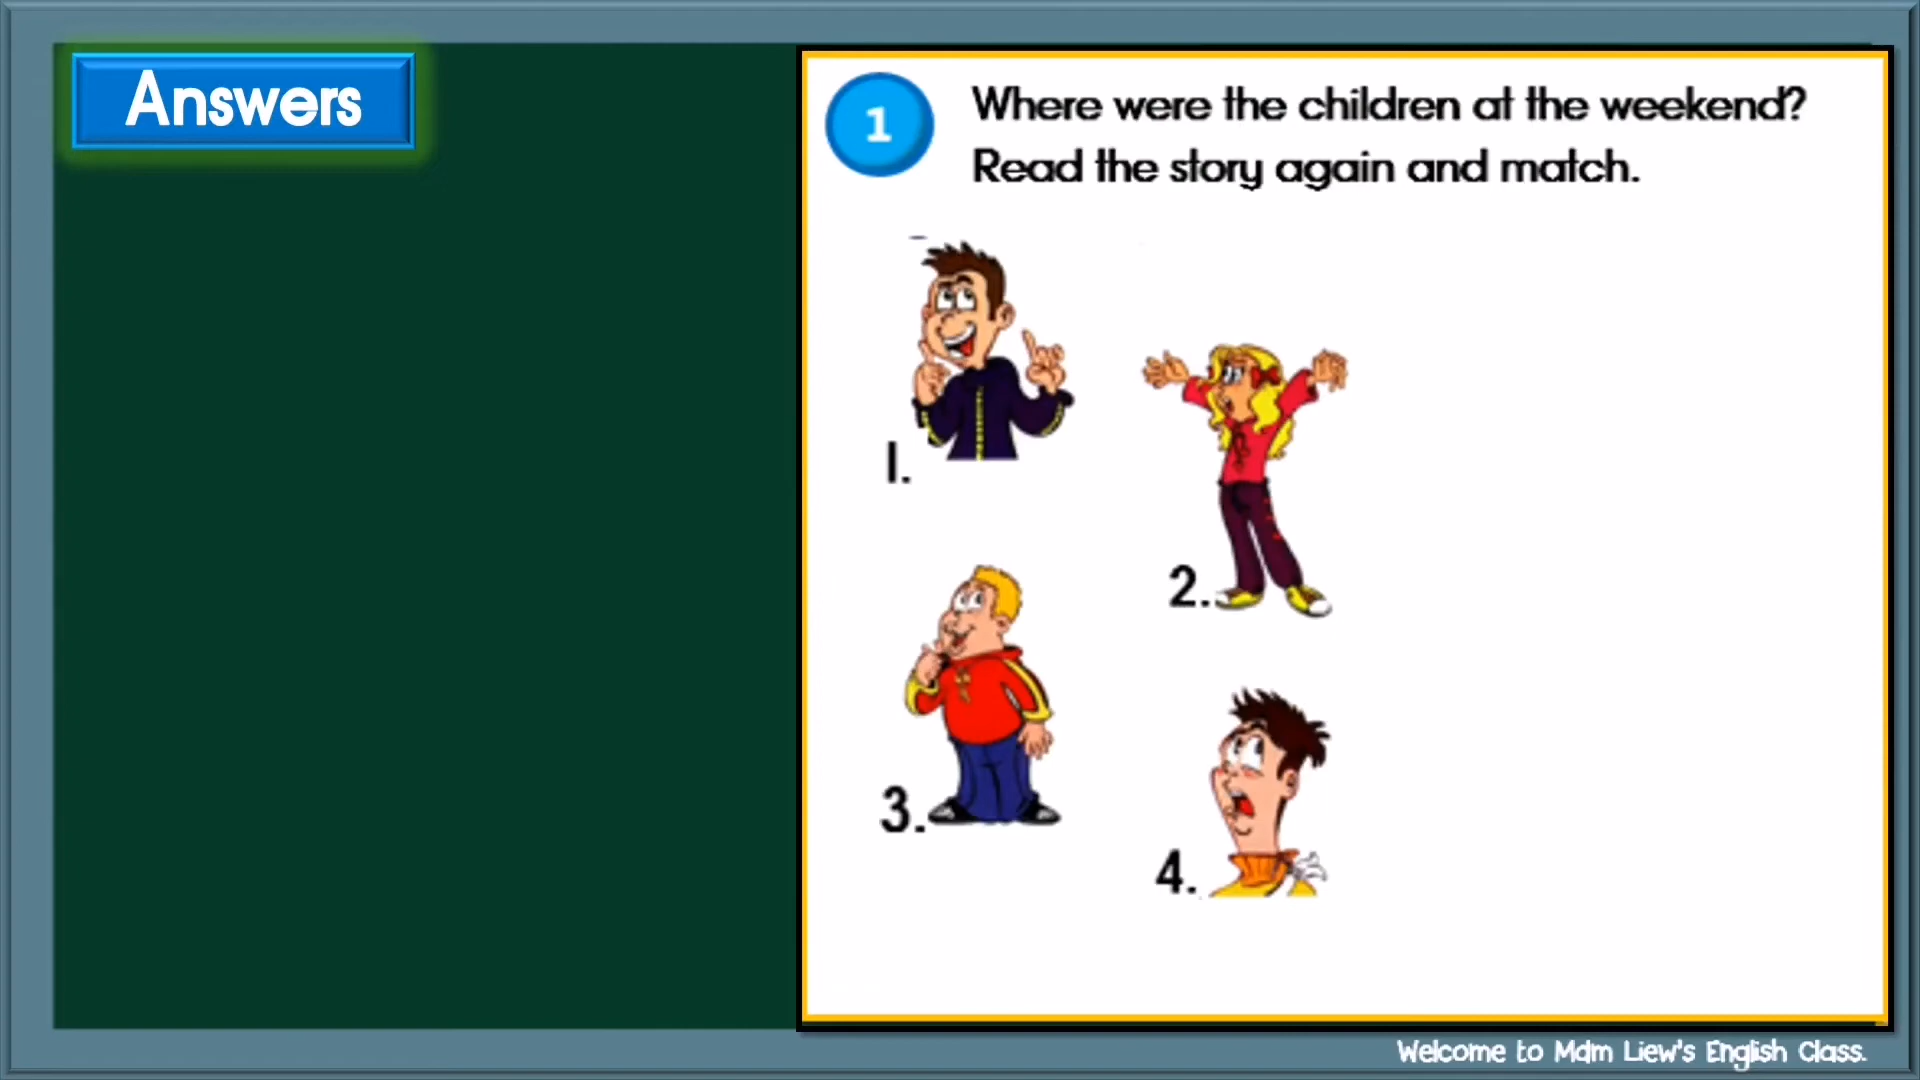 Answers
1
Where were the children at the weekend?
Read the story again and match.
1.
2.
3.
4.
Welcome to Mdm Liew's English Class.